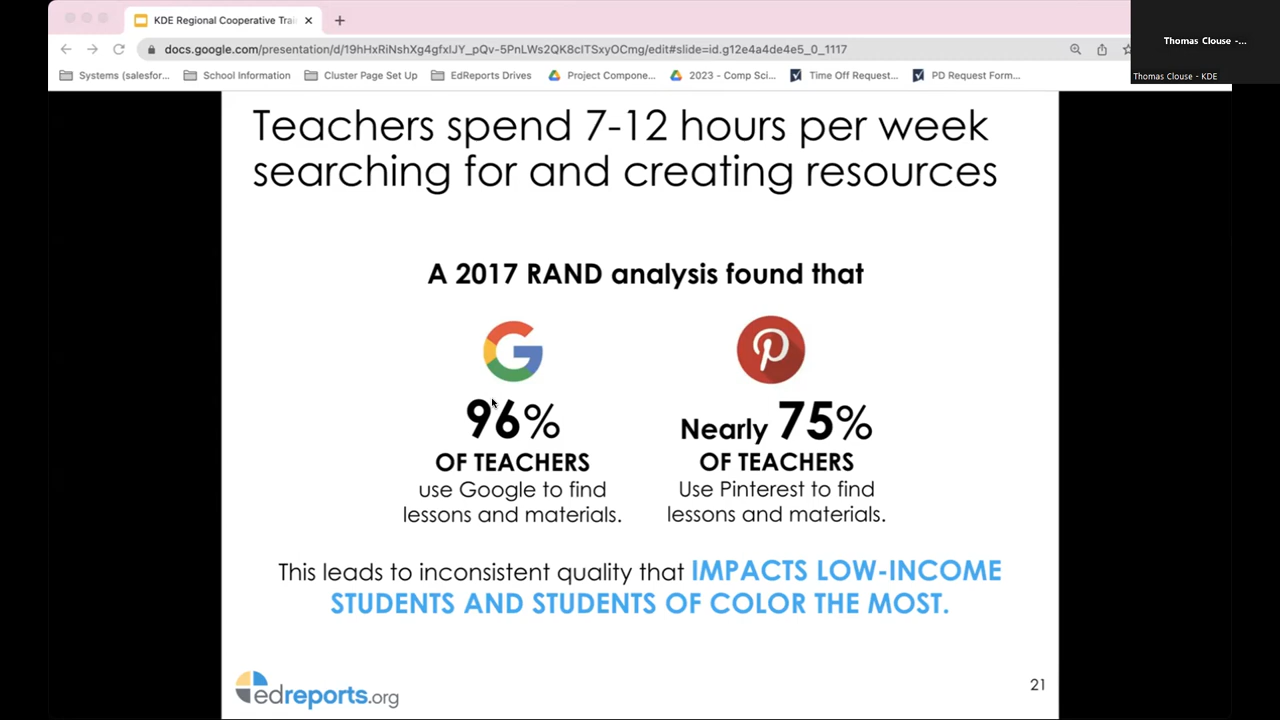 KDE Regional Cooperative Trai
docs.google.com/presentation/d/19hHxRiNshXg4gfxIJY_pQv-5PnLWs2QK8cITSxyOCmg/edit#slide=id.g12e4a4de4e5_0_1117
Thomas Clouse -...
Thomas Clouse - KDE
Systems (salesfor... School Information Cluster Page Set Up EdReports Drives Project Compone... 2023 - Comp Sci... Time Off Request... PD Request Form...
Teachers spend 7-12 hours per week
searching for and creating resources
A 2017 RAND analysis found that
96% Nearly 75%
OF TEACHERS OF TEACHERS
use Google to find Use Pinterest to find
lessons and materials. lessons and materials.
This leads to inconsistent quality that IMPACTS LOW-INCOME
STUDENTS AND STUDENTS OF COLOR THE MOST.
edreports.org
21